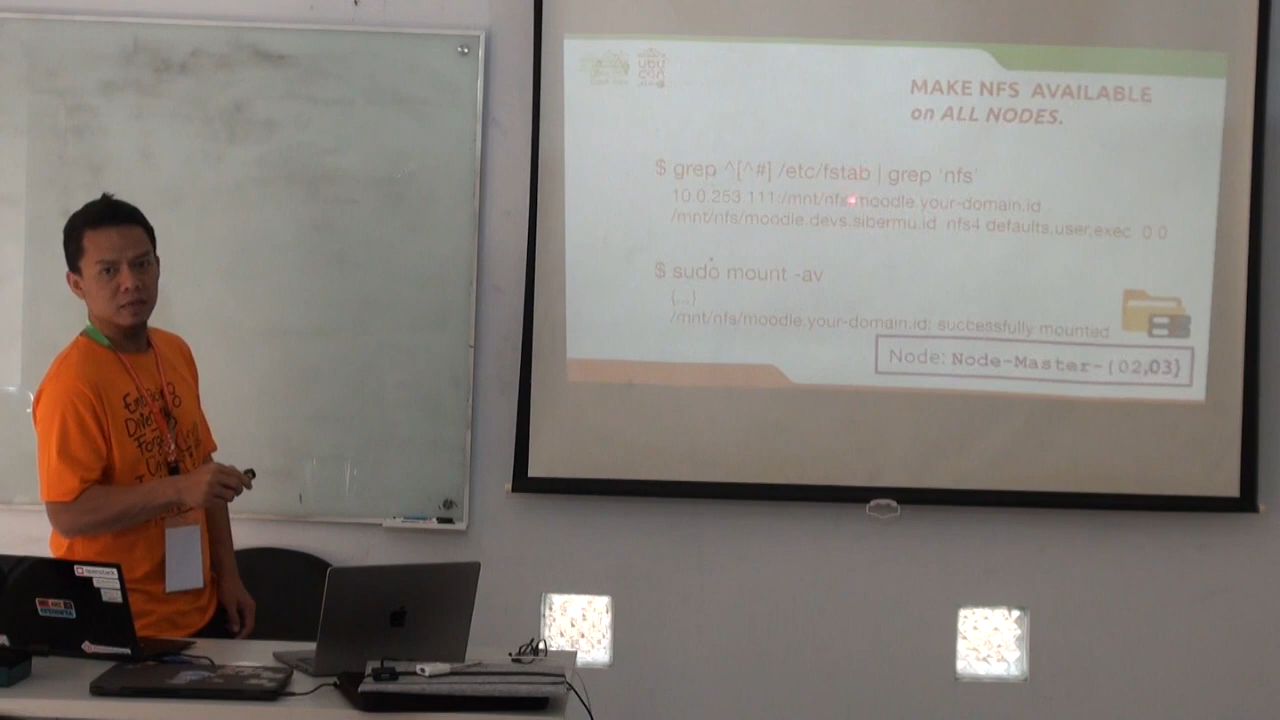 MAKE NFS AVAILABLE
on ALL NODES.
$ grep ^[^#] /etc/fstab | grep 'nfs'
10.0.253.111:/mnt/nfs/moodle.your-domain.id
/mnt/nfs/moodle.devs.sibermu.id nfs4 defaults,user,exec 0 0
$ sudo mount -av
{...}
/mnt/nfs/moodle.your-domain.id: successfully mounted
Node: Node-Master-{02,03}
openstack